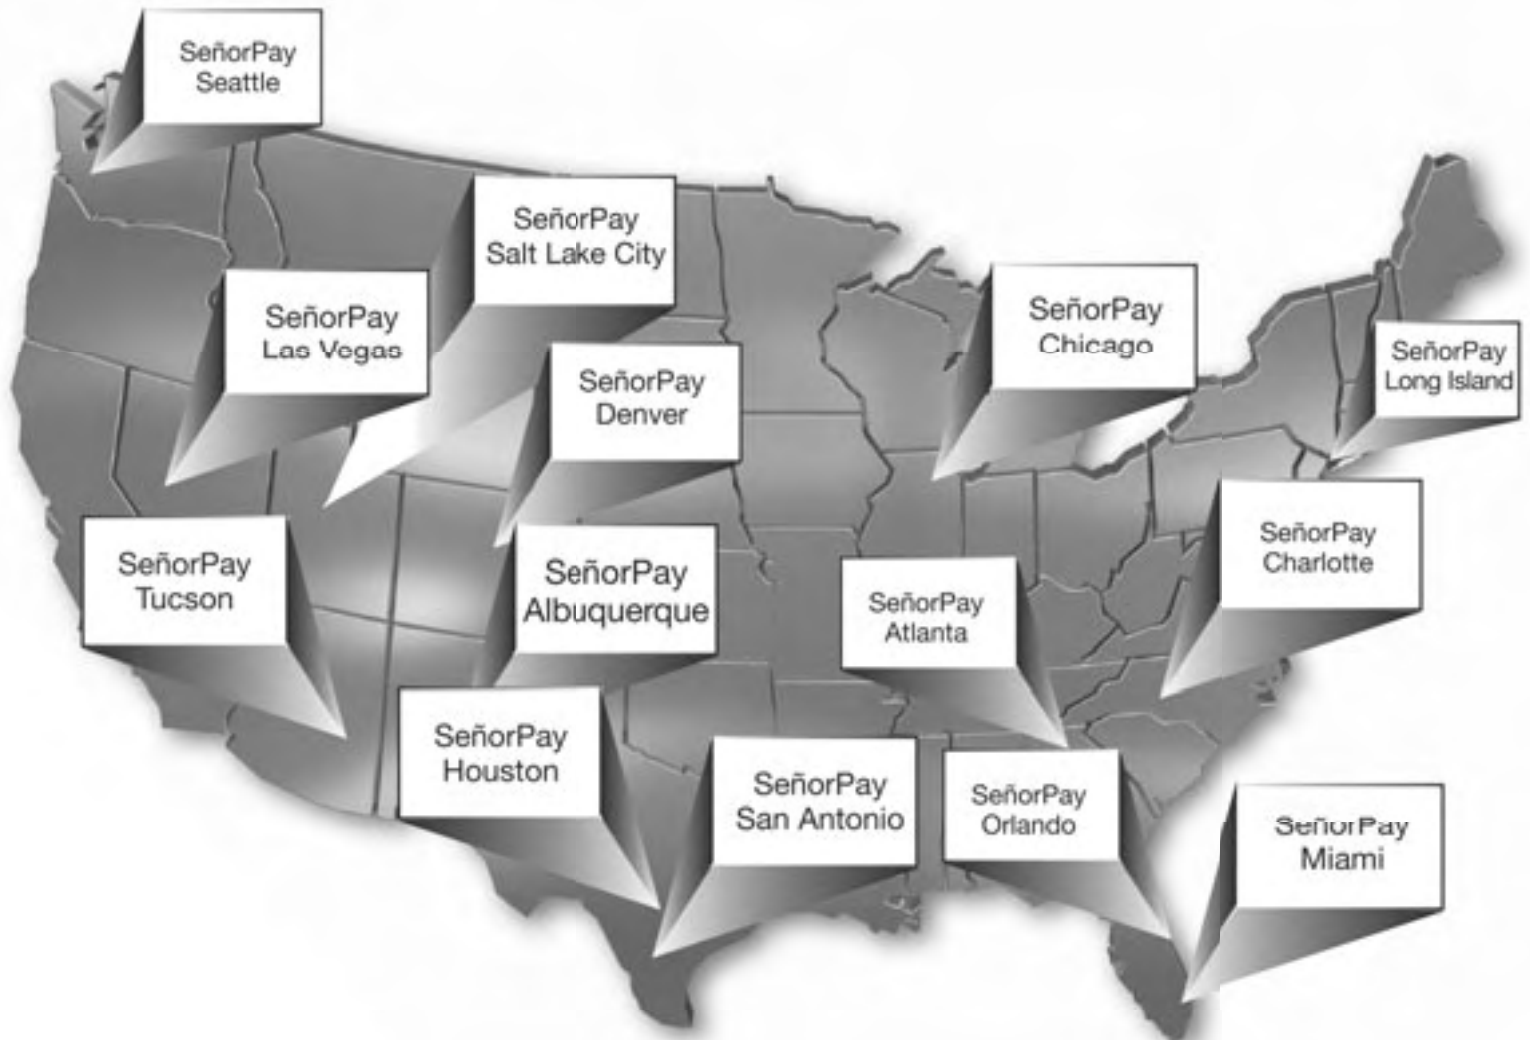 SeñorPay
Seattle
SeñorPay
Salt Lake City
SeñorPay
Las Vegas
SeñorPay
Chicago
SeñorPay
Long Island
SeñorPay
Denver
SeñorPay
Charlotte
SeñorPay
Tucson
SeñorPay
Albuquerque
SeñorPay
Atlanta
SeñorPay
Houston
SeñorPay
San Antonio
SeñorPay
Orlando
SeñorPay
Miami